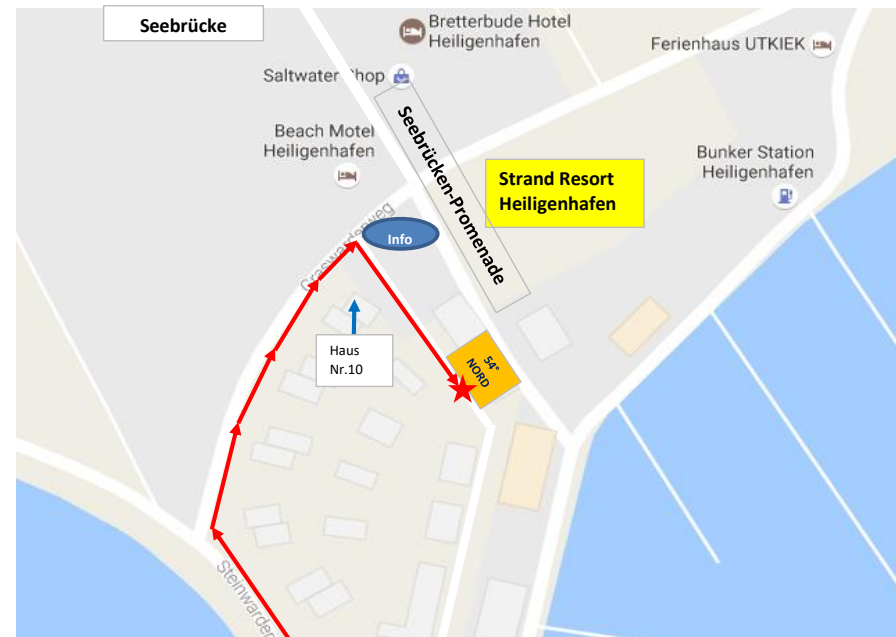 Seebrücke
Bretterbude Hotel
Heiligenhafen
Ferienhaus UTKIEK
Saltwater Shop
Seebrücken-Promenade
Beach Motel
Heiligenhafen
Bunker Station
Heiligenhafen
Strand Resort
Heiligenhafen
Graswarderweg
Info
Haus
Nr.10
54°
NORD
Steinwarder